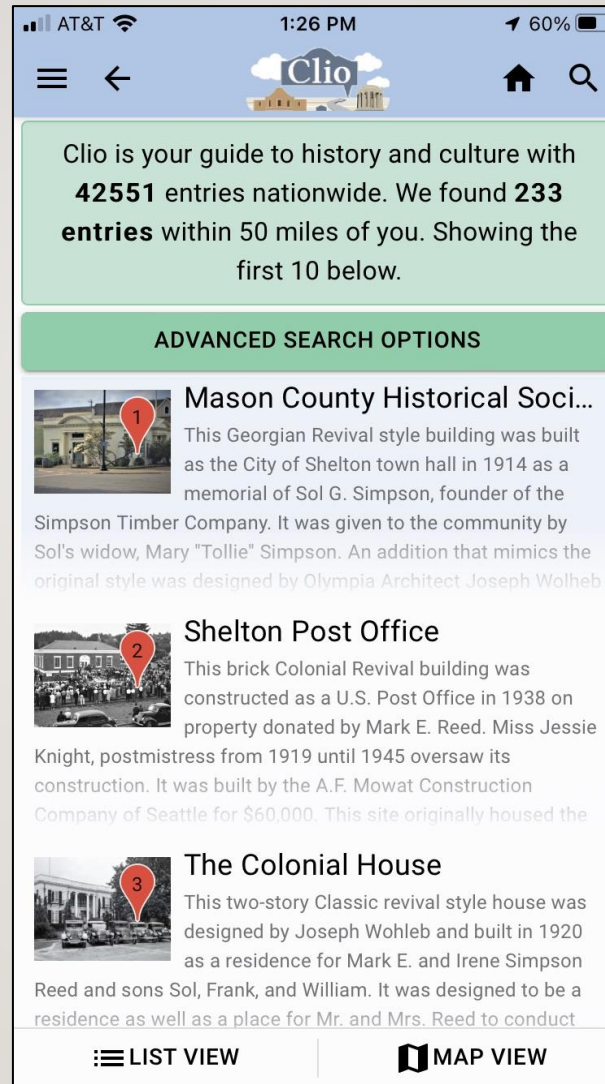 AT&T 1:26 PM 60%
Clio
Clio is your guide to history and culture with
42551 entries nationwide. We found 233
entries within 50 miles of you. Showing the
first 10 below.
ADVANCED SEARCH OPTIONS
1
Mason County Historical Soci...
This Georgian Revival style building was built
as the City of Shelton town hall in 1914 as a
memorial of Sol G. Simpson, founder of the
Simpson Timber Company. It was given to the community by
Sol's widow, Mary "Tollie" Simpson. An addition that mimics the
original style was designed by Olympia Architect Joseph Wolheb
2
Shelton Post Office
This brick Colonial Revival building was
constructed as a U.S. Post Office in 1938 on
property donated by Mark E. Reed. Miss Jessie
Knight, postmistress from 1919 until 1945 oversaw its
construction. It was built by the A.F. Mowat Construction
Company of Seattle for $60,000. This site originally housed the
3
The Colonial House
This two-story Classic revival style house was
designed by Joseph Wohleb and built in 1920
as a residence for Mark E. and Irene Simpson
Reed and sons Sol, Frank, and William. It was designed to be a
residence as well as a place for Mr. and Mrs. Reed to conduct
LIST VIEW
MAP VIEW